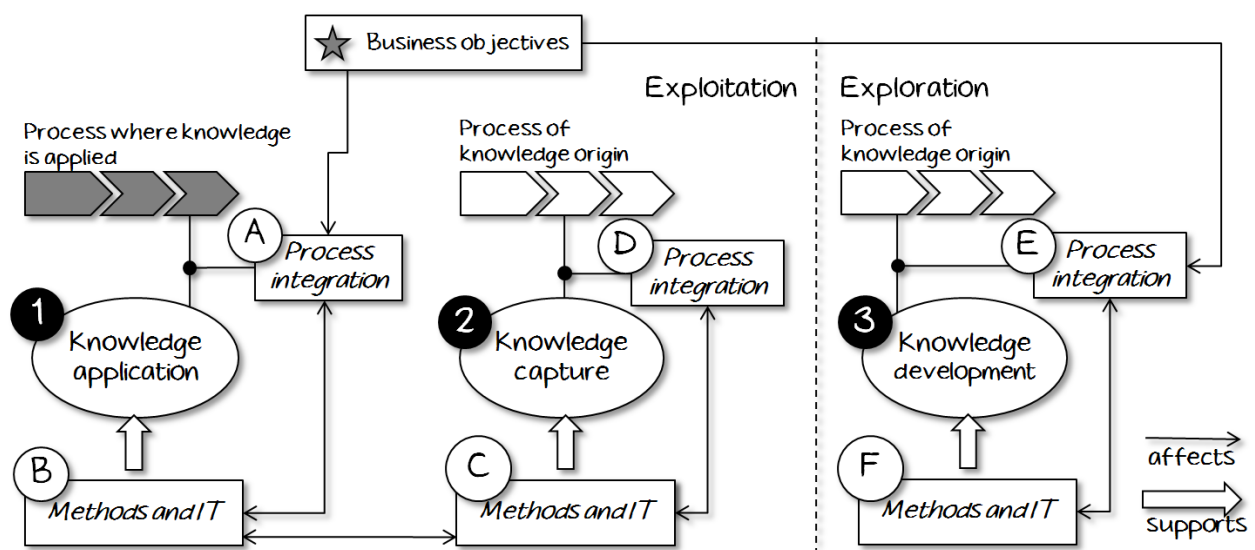 Business objectives
Exploitation
Exploration
Process where knowledge
is applied
Process of
knowledge origin
Process of
knowledge origin
A
Process
integration
D
Process
integration
E
Process
integration
1
Knowledge
application
2
Knowledge
capture
3
Knowledge
development
B
Methods and IT
C
Methods and IT
F
Methods and IT
affects
supports